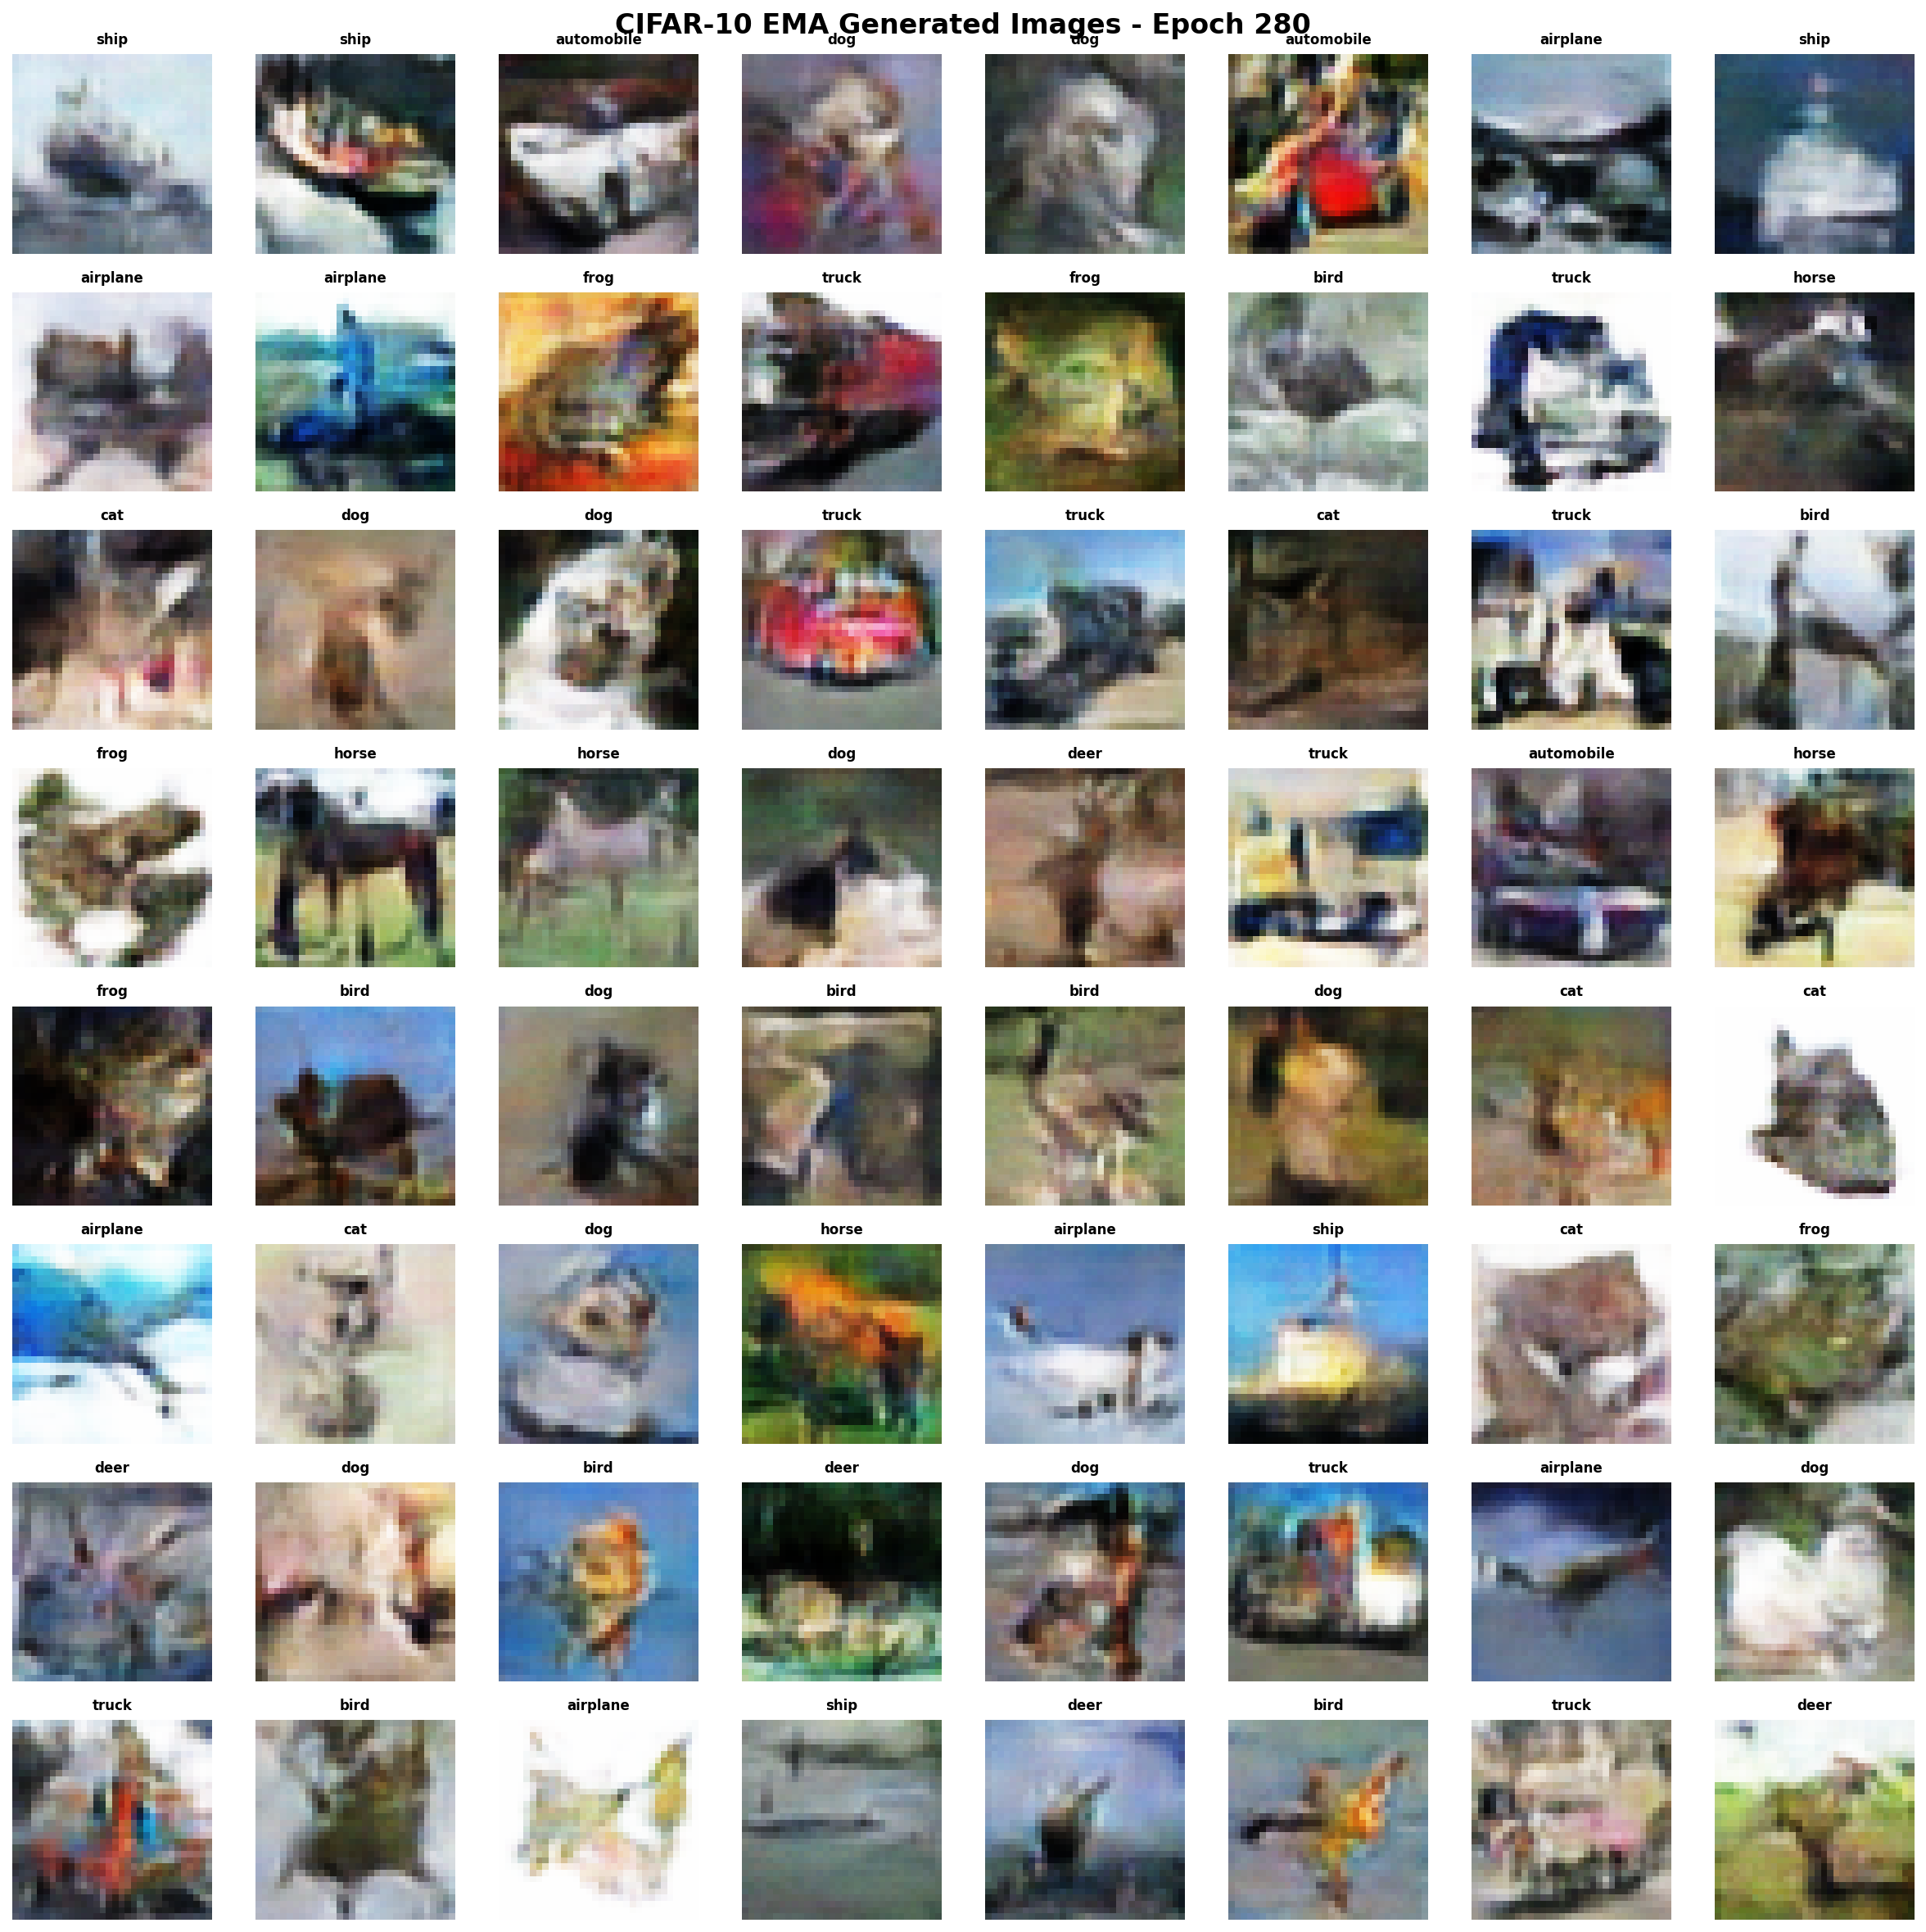 CIFAR-10 EMA Generated Images - Epoch 280
ship ship automobile dog dog automobile airplane ship
airplane airplane frog truck frog bird truck horse
cat dog dog truck truck cat truck bird
frog horse horse dog deer truck automobile horse
frog bird dog bird bird dog cat cat
airplane cat dog horse airplane ship cat frog
deer dog bird deer dog truck airplane dog
truck bird airplane ship deer bird truck deer